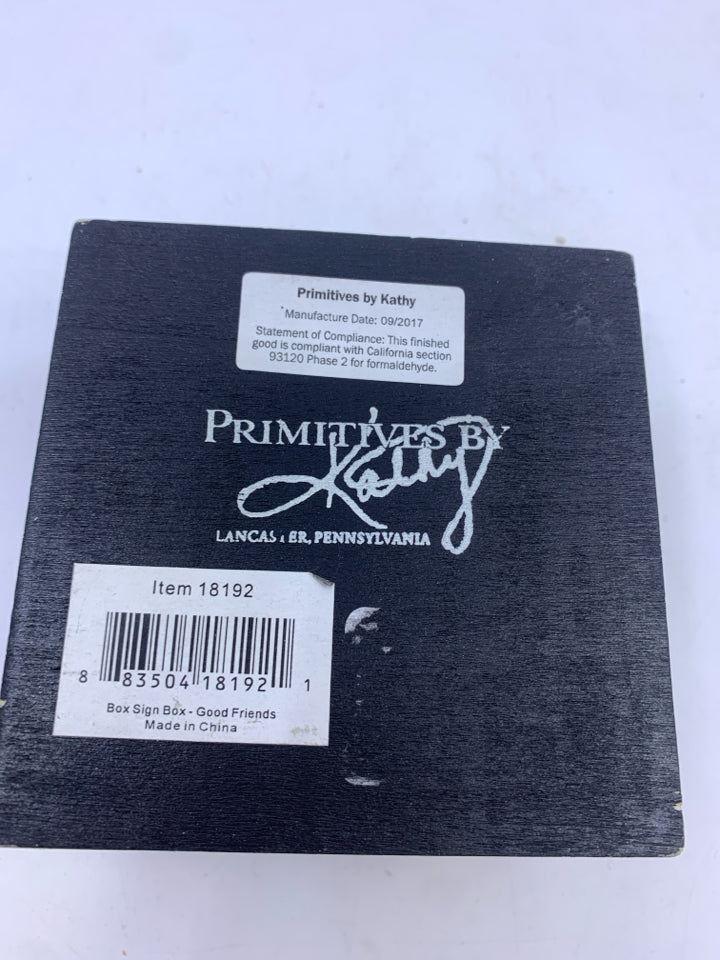 Primitives by Kathy
Manufacture Date: 09/2017
Statement of Compliance: This finished
good is compliant with California section
93120 Phase 2 for formaldehyde.
PRIMITIVES BY
Kathy
LANCAS ER, PENNSYLVANIA
Item 18192
8 83504 18192 1
Box Sign Box - Good Friends
Made in China